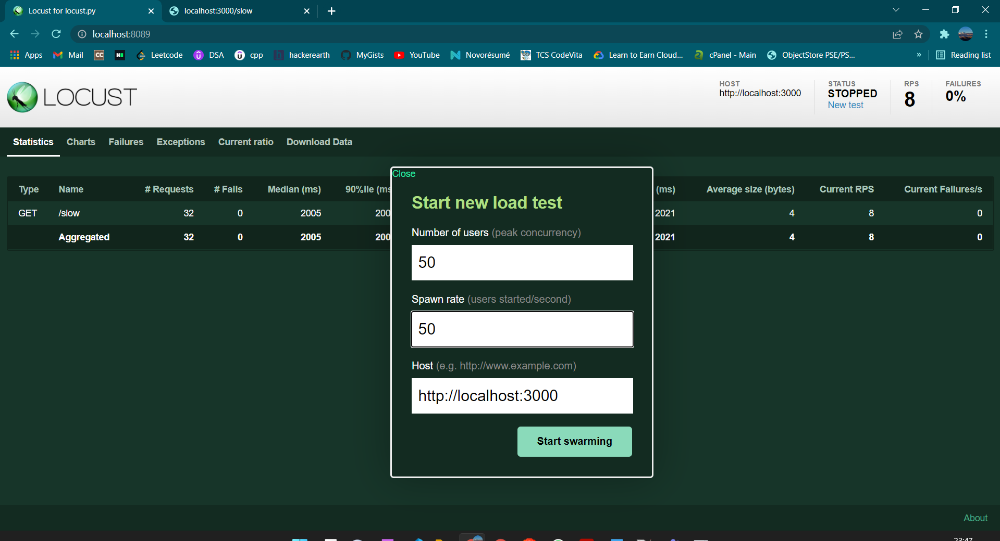 Locust for locust.py
localhost:3000/slow
localhost:8089
Apps Mail CC H Leetcode DSA cpp h hackerearth MyGists YouTube Novorésumé TCS CodeVita Learn to Earn Cloud... cPanel - Main ObjectStore PSE/PS... » Reading list
LOCUST
HOST
http://localhost:3000
STATUS
STOPPED
New test
RPS
8
FAILURES
0%
Statistics Charts Failures Exceptions Current ratio Download Data
Type Name # Requests # Fails Median (ms) 90%ile (ms (ms) Average size (bytes) Current RPS Current Failures/s
GET /slow 32 0 2005 200 2021 4 8 0
Aggregated 32 0 2005 200 2021 4 8 0
Close
Start new load test
Number of users (peak concurrency)
50
Spawn rate (users started/second)
50
Host (e.g. http://www.example.com)
http://localhost:3000
Start swarming
About
23:47